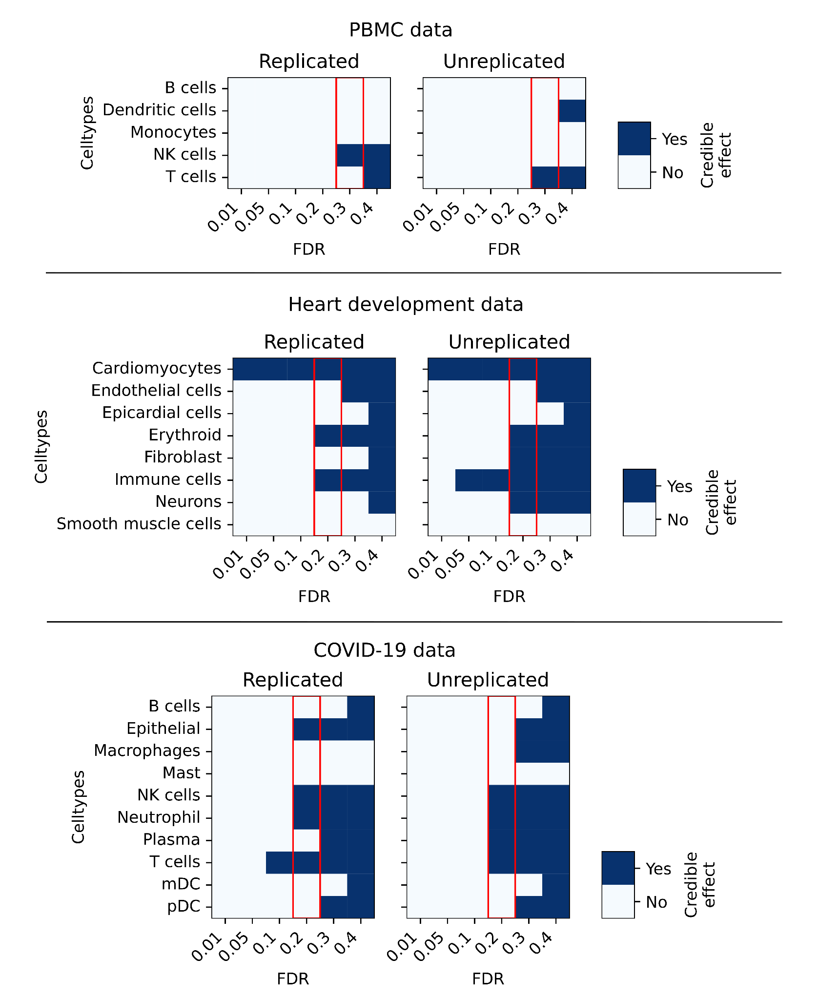 PBMC data
Replicated
Unreplicated
Celltypes
B cells
Dendritic cells
Monocytes
NK cells
T cells
0.01
0.05
0.1
0.2
0.3
0.4
FDR
0.01
0.05
0.1
0.2
0.3
0.4
FDR
Yes
No
Credible
effect
Heart development data
Replicated
Unreplicated
Celltypes
Cardiomyocytes
Endothelial cells
Epicardial cells
Erythroid
Fibroblast
Immune cells
Neurons
Smooth muscle cells
0.01
0.05
0.1
0.2
0.3
0.4
FDR
0.01
0.05
0.1
0.2
0.3
0.4
FDR
Yes
No
Credible
effect
COVID-19 data
Replicated
Unreplicated
Celltypes
B cells
Epithelial
Macrophages
Mast
NK cells
Neutrophil
Plasma
T cells
mDC
pDC
0.01
0.05
0.1
0.2
0.3
0.4
FDR
0.01
0.05
0.1
0.2
0.3
0.4
FDR
Yes
No
Credible
effect